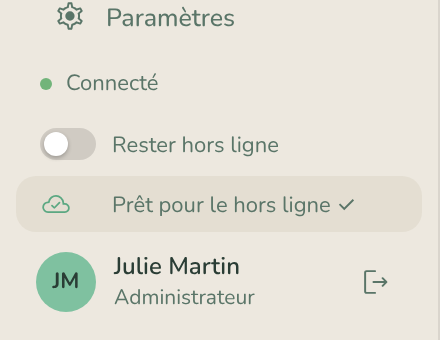 Paramètres
Connecté
Rester hors ligne
Prêt pour le hors ligne ✓
JM
Julie Martin
Administrateur